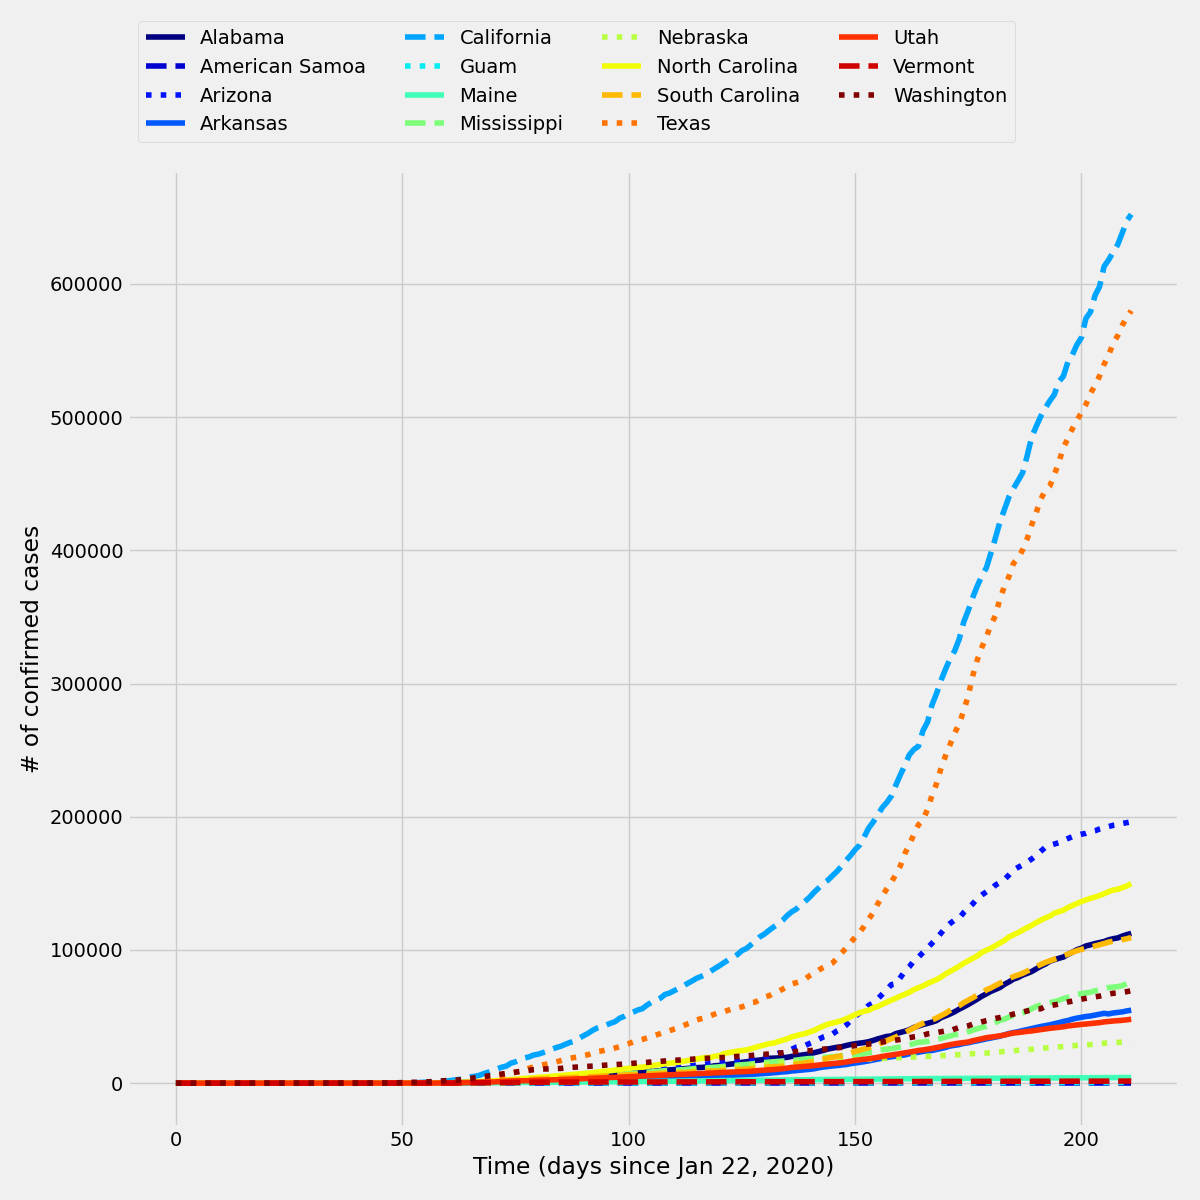 Alabama California Nebraska Utah
American Samoa Guam North Carolina Vermont
Arizona Maine South Carolina Washington
Arkansas Mississippi Texas
600000
500000
400000
300000
200000
100000
0
# of confirmed cases
0 50 100 150 200
Time (days since Jan 22, 2020)